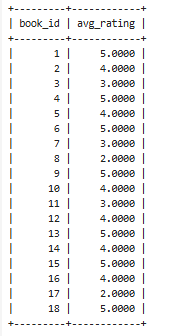 +---------+------------+
| book_id | avg_rating |
+---------+------------+
|       1 |     5.0000 |
|       2 |     4.0000 |
|       3 |     3.0000 |
|       4 |     5.0000 |
|       5 |     4.0000 |
|       6 |     5.0000 |
|       7 |     3.0000 |
|       8 |     2.0000 |
|       9 |     5.0000 |
|      10 |     4.0000 |
|      11 |     3.0000 |
|      12 |     4.0000 |
|      13 |     5.0000 |
|      14 |     4.0000 |
|      15 |     5.0000 |
|      16 |     4.0000 |
|      17 |     2.0000 |
|      18 |     5.0000 |
+---------+------------+